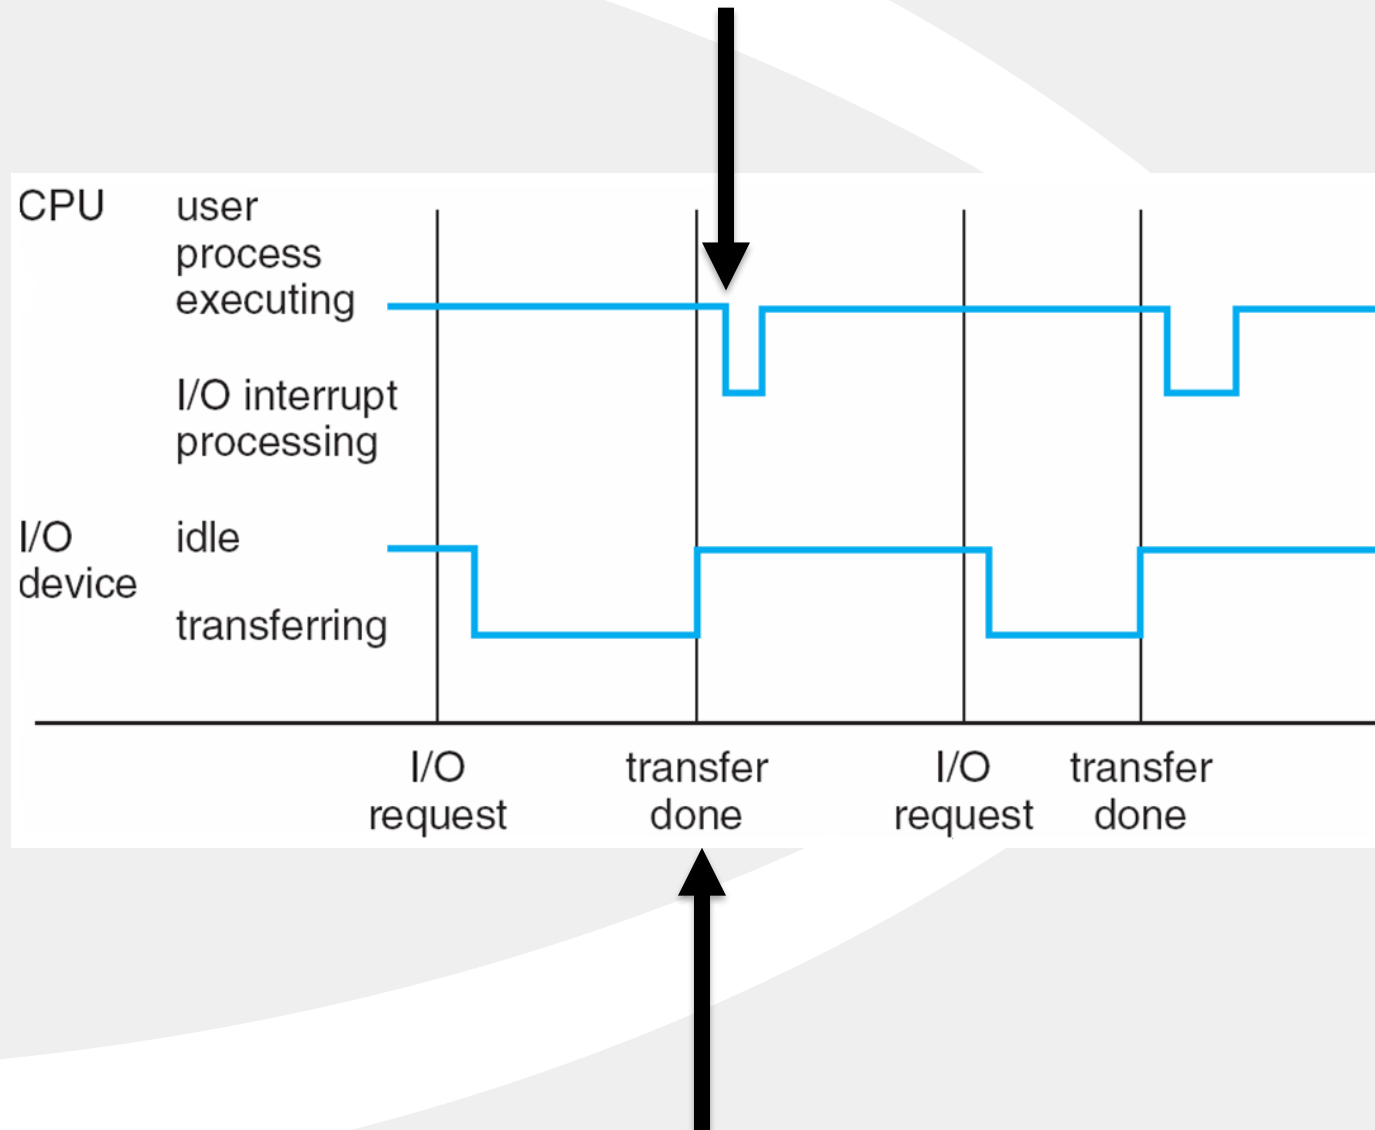 CPU
user
process
executing
I/O interrupt
processing
I/O
device
idle
transferring
I/O
request
transfer
done
I/O
request
transfer
done